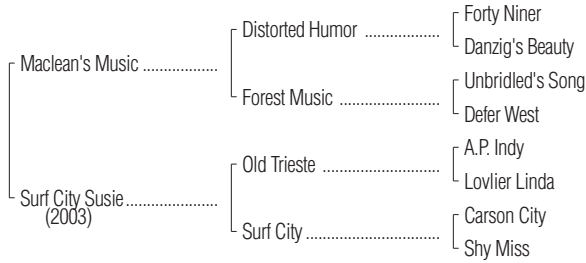 Forty Niner
Distorted Humor ..................
Danzig's Beauty
Maclean's Music ..................
Unbridled's Song
Forest Music ........................
Defer West
A.P. Indy
Old Trieste ............................
Lovlier Linda
Surf City Susie ......................
(2003)
Carson City
Surf City ................................
Shy Miss